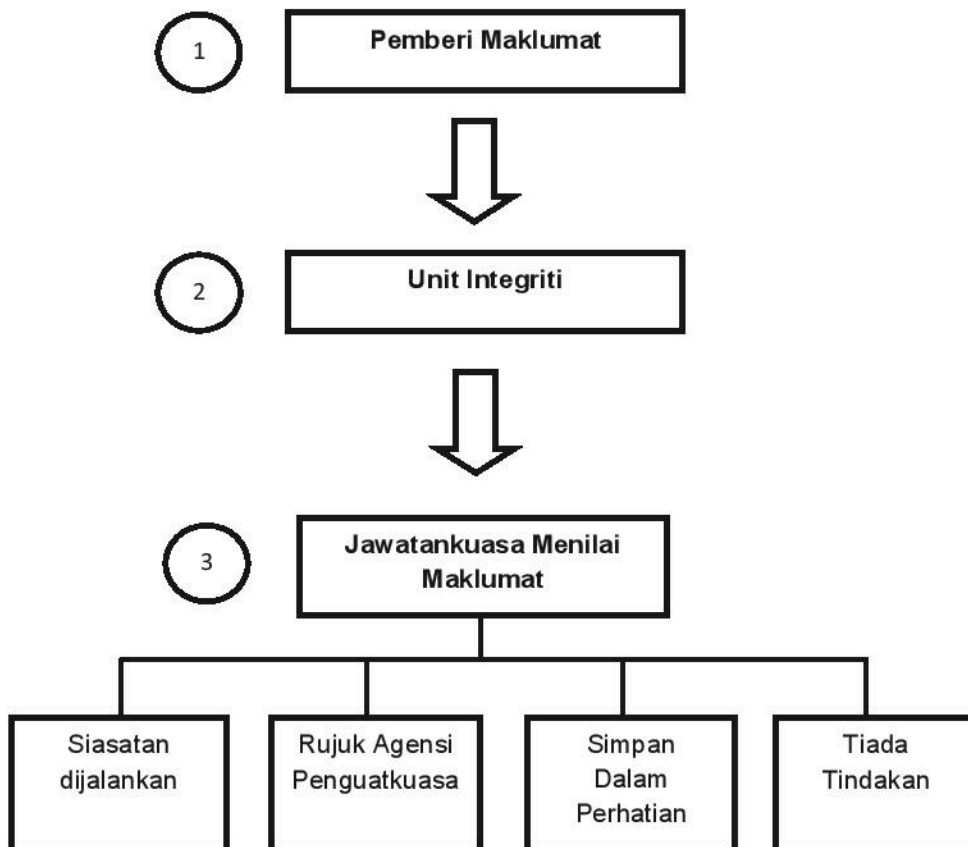 1
Pemberi Maklumat
2
Unit Integriti
3
Jawatankuasa Menilai
Maklumat
Siasatan
dijalankan
Rujuk Agensi
Penguatkuasa
Simpan
Dalam
Perhatian
Tiada
Tindakan